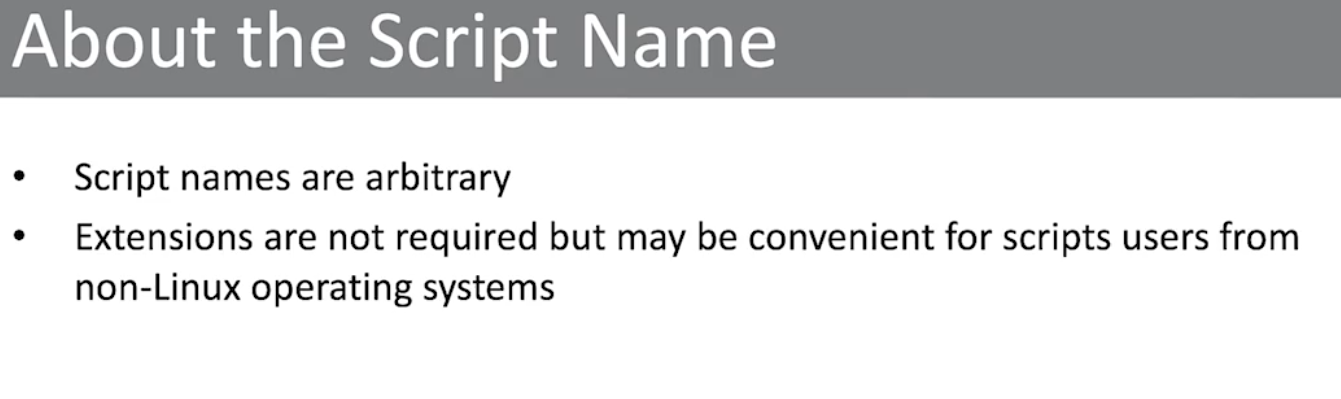 About the Script Name
• Script names are arbitrary
• Extensions are not required but may be convenient for scripts users from
non-Linux operating systems